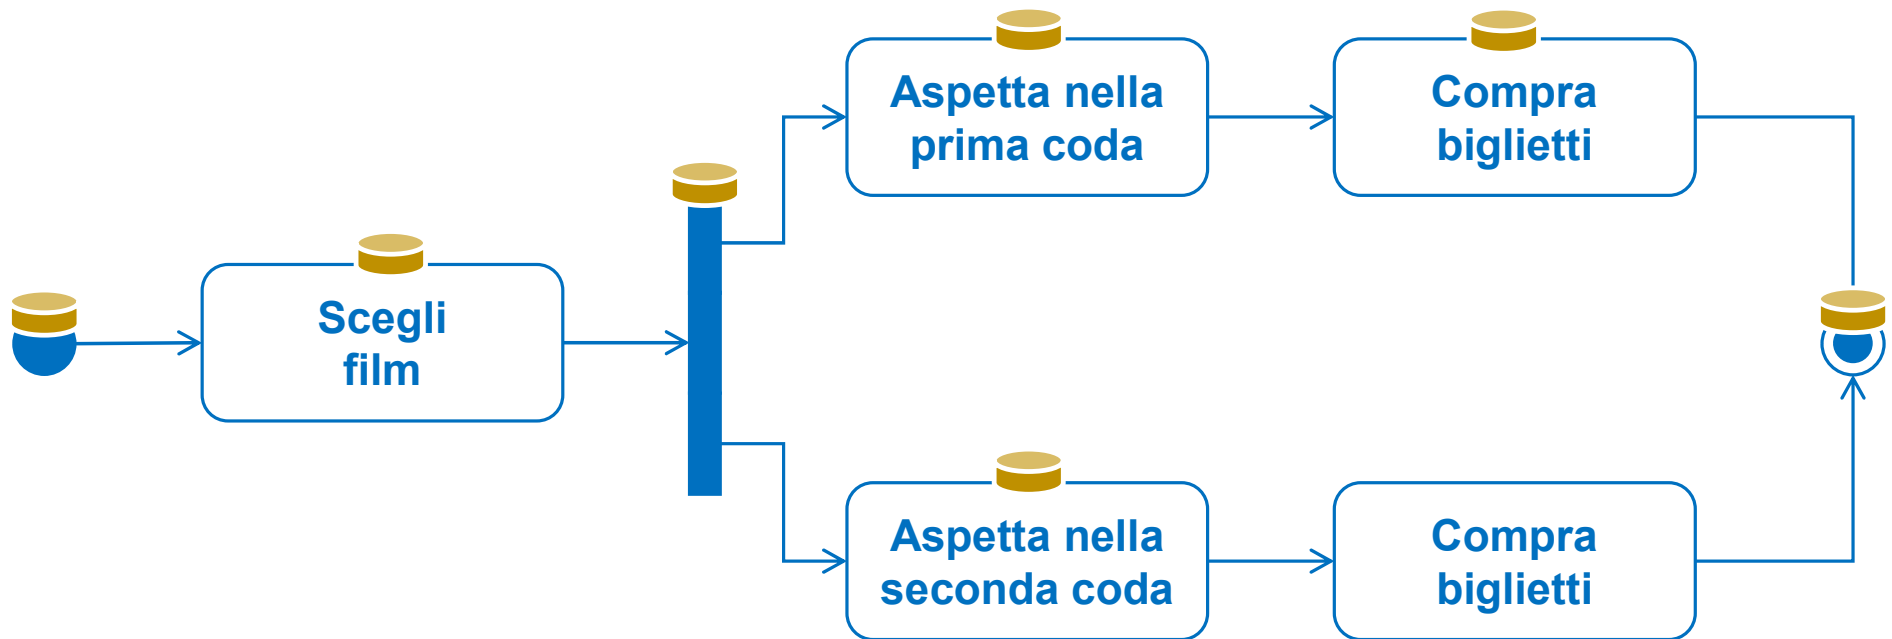 Aspetta nella
prima coda
Compra
biglietti
Scegli
film
Aspetta nella
seconda coda
Compra
biglietti